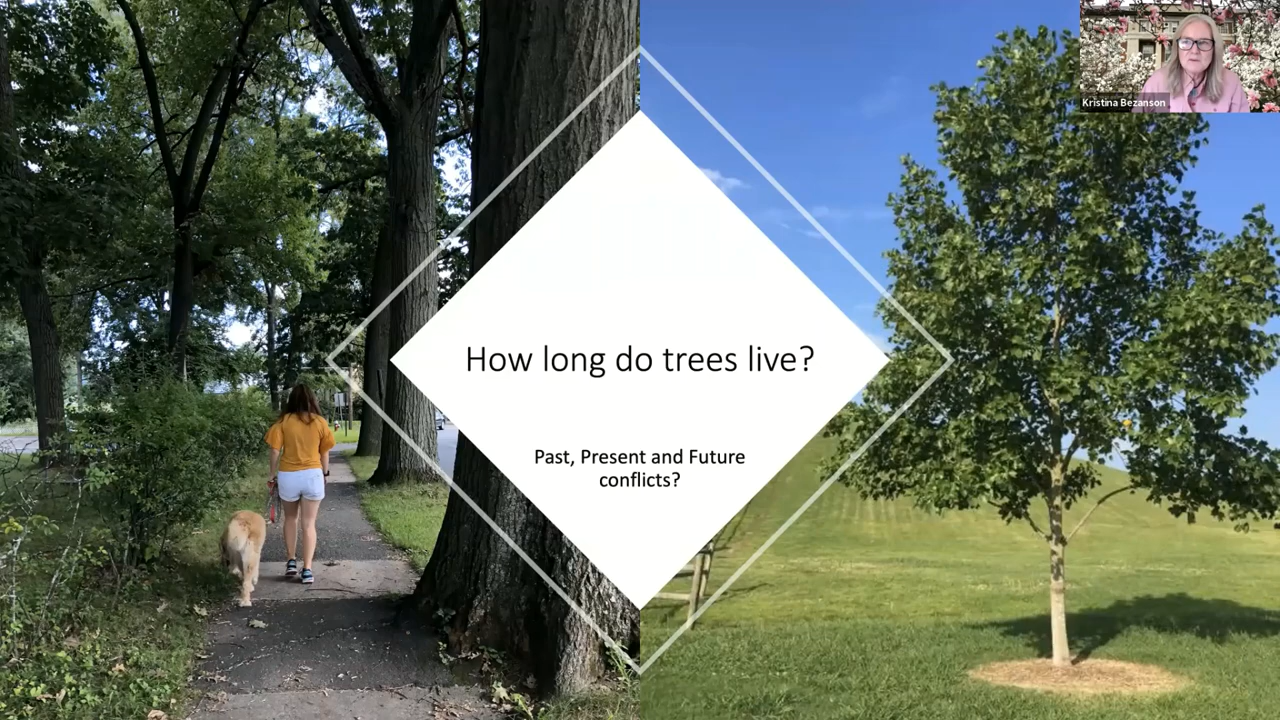 Kristina Bezanson
How long do trees live?
Past, Present and Future
conflicts?